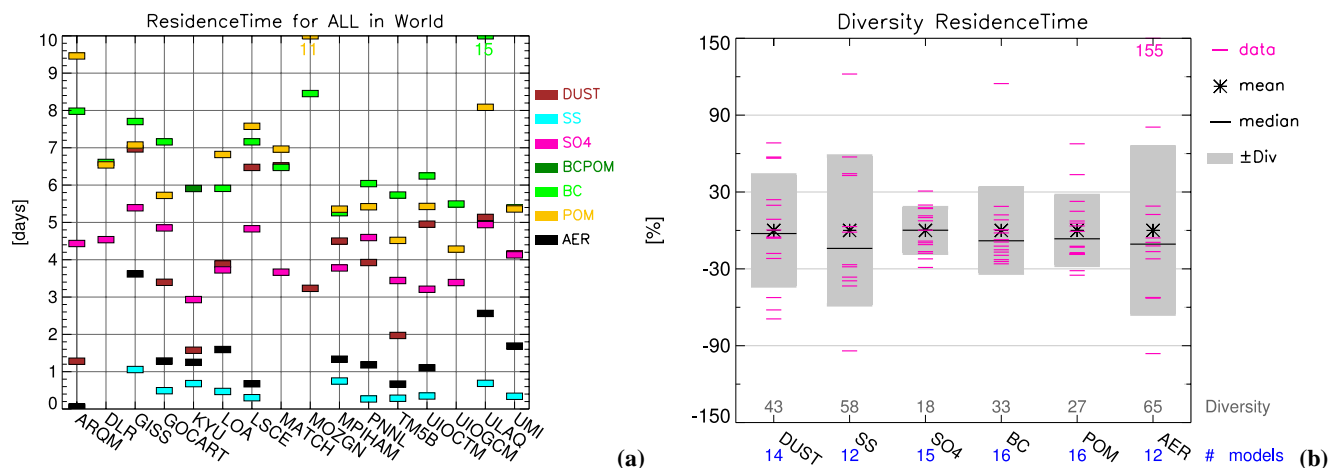 ResidenceTime for ALL in World
11
15
10
9
8
7
6
5
4
3
2
1
0
[days]
ARQM
DLR
GISS
GOCART
KYU
LOA
LSCE
MATCH
MOZGN
MPIHAM
PNNL
TM5B
UIOCTM
UIOGCM
ULAQ
UMI
DUST
SS
SO4
BCPOM
BC
POM
AER
(a)
Diversity ResidenceTime
155
150
90
30
-30
-90
-150
[%]
43 58 18 33 27 65 Diversity
DUST SS SO4 BC POM AER
14 12 15 16 16 12 # models
data
mean
median
±Div
(b)